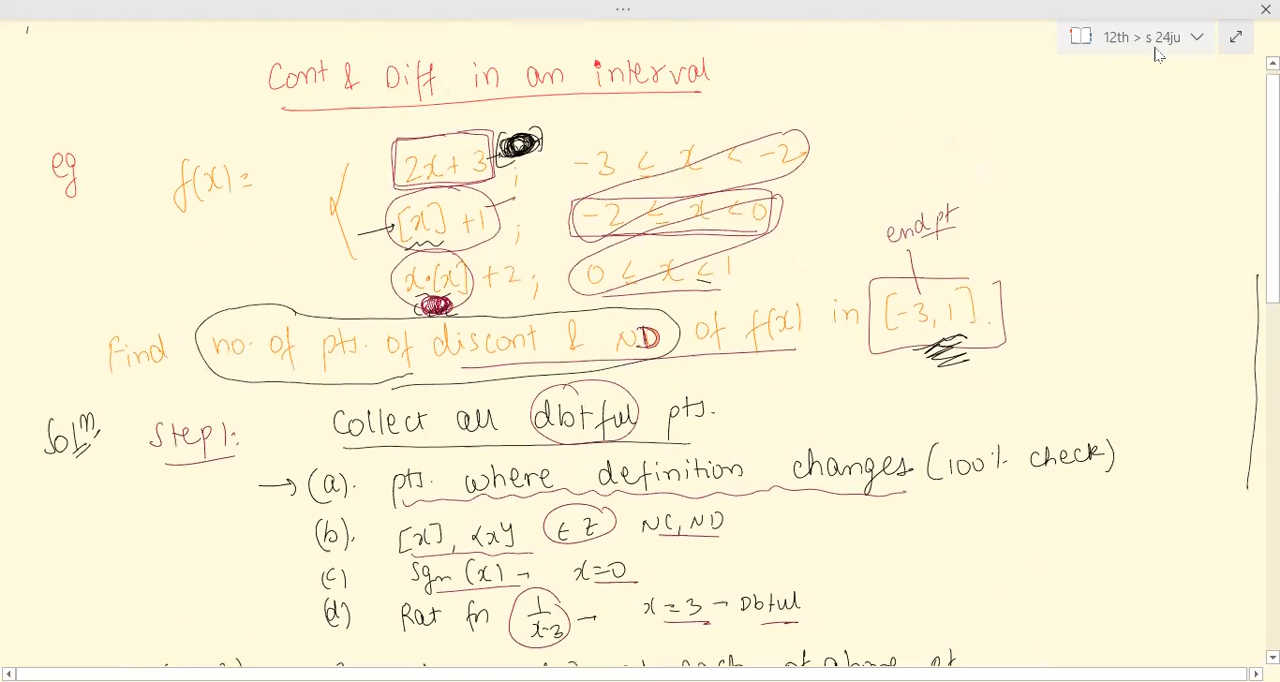 12th > s 24ju
Cont & Diff in an interval
eg f(x) = { 2x + 3 ; -3 ≤ x < -2
[x] + 1 ; -2 ≤ x < 0
x·[x] + 2 ; 0 ≤ x ≤ 1
end pt
Find no. of pts. of discont & ND of f(x) in [-3, 1].
Solⁿ Step 1: Collect all dbtful pts.
→ (a). pts. where definition changes (100% check)
(b). [x], {x} ∈ Z NC, ND
(c) Sgn (x) → x = 0
(d) Rat fn 1/(x-3) → x = 3 → Dbtful